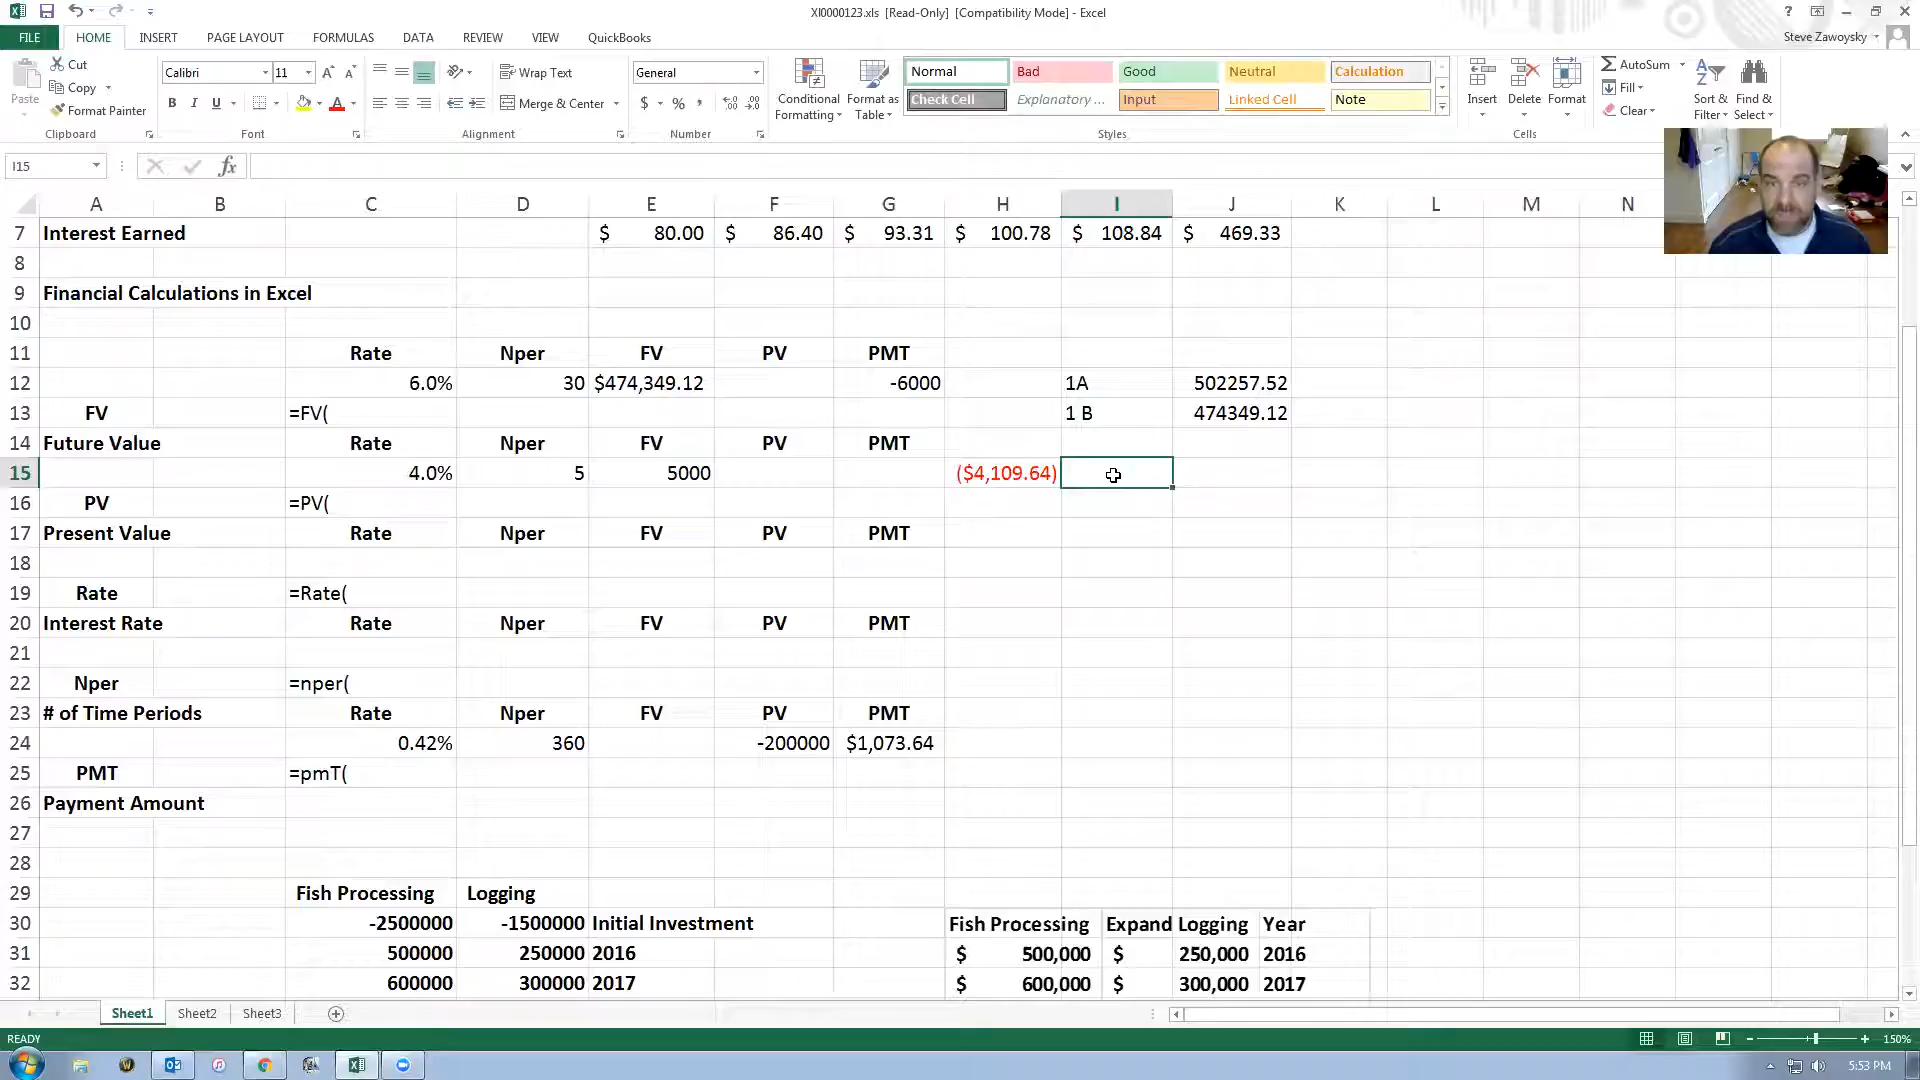 XI0000123.xls [Read-Only] [Compatibility Mode] - Excel
FILE HOME INSERT PAGE LAYOUT FORMULAS DATA REVIEW VIEW QuickBooks Steve Zawoysky
Cut Calibri 11 Wrap Text General Normal Bad Good Neutral Calculation AutoSum
Paste Copy Format Painter B I U Merge & Center $ % Conditional Formatting Format as Table Check Cell Explanatory ... Input Linked Cell Note Insert Delete Format Fill Clear Sort & Filter Find & Select
Clipboard Font Alignment Number Styles Cells
I15 fx
A B C D E F G H I J K L M N
7 Interest Earned $ 80.00 $ 86.40 $ 93.31 $ 100.78 $ 108.84 $ 469.33
8
9 Financial Calculations in Excel
10
11 Rate Nper FV PV PMT
12 6.0% 30 $474,349.12 -6000 1A 502257.52
13 FV =FV( 1 B 474349.12
14 Future Value Rate Nper FV PV PMT
15 4.0% 5 5000 ($4,109.64)
16 PV =PV(
17 Present Value Rate Nper FV PV PMT
18
19 Rate =Rate(
20 Interest Rate Rate Nper FV PV PMT
21
22 Nper =nper(
23 # of Time Periods Rate Nper FV PV PMT
24 0.42% 360 -200000 $1,073.64
25 PMT =pmT(
26 Payment Amount
27
28
29 Fish Processing Logging
30 -2500000 -1500000 Initial Investment Fish Processing Expand Logging Year
31 500000 250000 2016 $ 500,000 $ 250,000 2016
32 600000 300000 2017 $ 600,000 $ 300,000 2017
Sheet1 Sheet2 Sheet3
READY 150%
5:53 PM